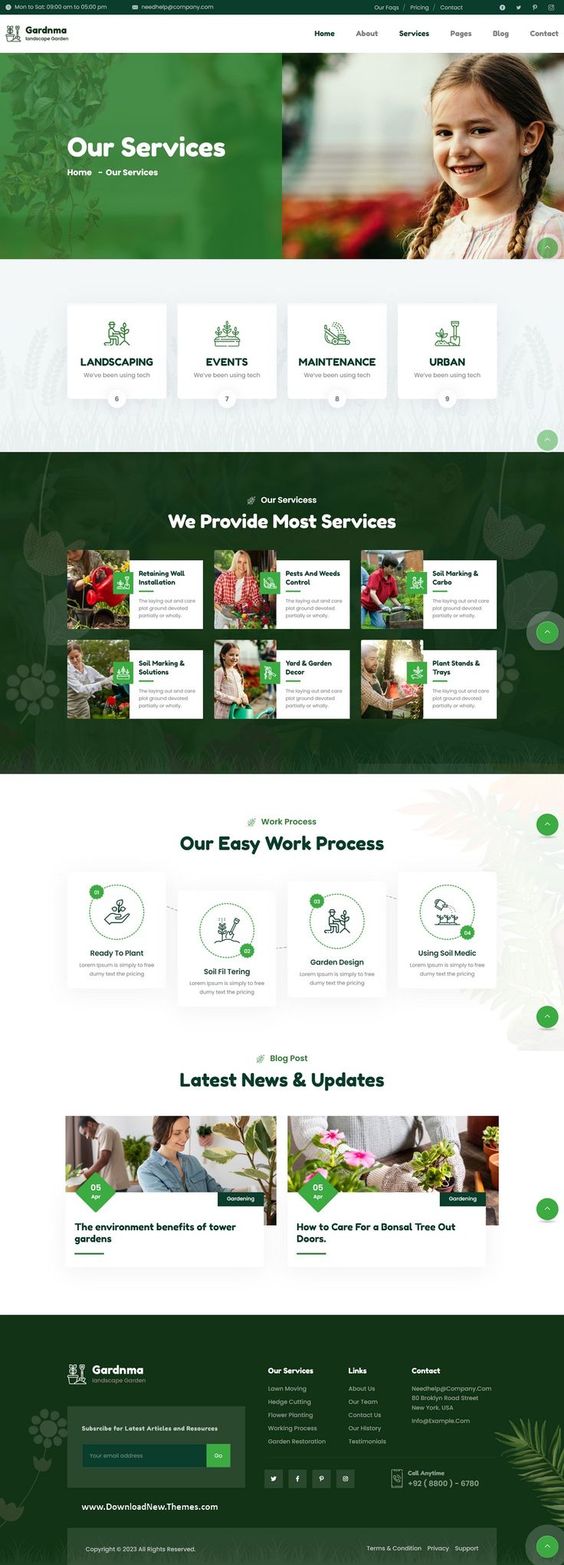 Mon to Sat: 09:00 am to 05:00 pm
needhelp@company.com
Our Faqs / Pricing / Contact
Gardnma
landscape Garden
Home About Services Pages Blog Contact
Our Services
Home - Our Services
LANDSCAPING
We've been using tech
6
EVENTS
We've been using tech
7
MAINTENANCE
We've been using tech
8
URBAN
We've been using tech
9
Our Servicess
We Provide Most Services
Retaining Wall
Installation
The laying out and care
plot ground devoted
partially or wholly.
Pests And Weeds
Control
The laying out and care
plot ground devoted
partially or wholly.
Soil Marking &
Carbo
The laying out and care
plot ground devoted
partially or wholly.
Soil Marking &
Solutions
The laying out and care
plot ground devoted
partially or wholly.
Yard & Garden
Decor
The laying out and care
plot ground devoted
partially or wholly.
Plant Stands &
Trays
The laying out and care
plot ground devoted
partially or wholly.
Work Process
Our Easy Work Process
01
Ready To Plant
Lorem Ipsum is simply to free
dumy text the pricing
02
Soil Fil Tering
Lorem Ipsum is simply to free
dumy text the pricing
03
Garden Design
Lorem Ipsum is simply to free
dumy text the pricing
04
Using Soil Medic
Lorem Ipsum is simply to free
dumy text the pricing
Blog Post
Latest News & Updates
05
Apr
Gardening
The environment benefits of tower
gardens
05
Apr
Gardening
How to Care For a Bonsal Tree Out
Doors.
Gardnma
landscape Garden
Subsrcibe for Latest Articles and Resources
Your email address
Go
www.DownloadNew.Themes.com
Our Services
Lawn Moving
Hedge Cutting
Flower Planting
Working Process
Garden Restoration
Links
About Us
Our Team
Contact Us
Our History
Testimonials
Contact
Needhelp@Company.Com
80 Broklyn Road Street
New York. USA
Info@Example.Com
Call Anytime
+92 ( 8800 ) - 6780
Copyright © 2023 All Rights Reserved.
Terms & Condition Privacy Support